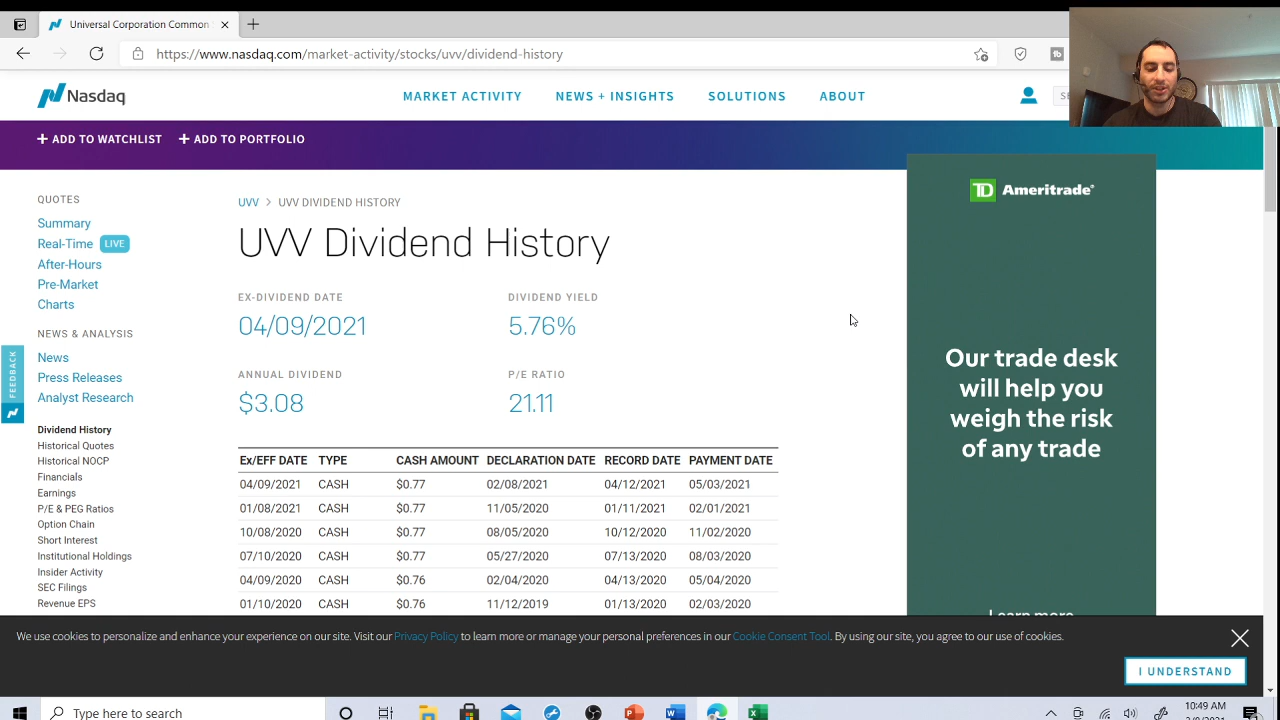 Universal Corporation Common
https://www.nasdaq.com/market-activity/stocks/uvv/dividend-history
Nasdaq
MARKET ACTIVITY NEWS + INSIGHTS SOLUTIONS ABOUT
+ ADD TO WATCHLIST + ADD TO PORTFOLIO
QUOTES
Summary
Real-Time LIVE
After-Hours
Pre-Market
Charts
NEWS & ANALYSIS
News
Press Releases
Analyst Research
Dividend History
Historical Quotes
Historical NOCP
Financials
Earnings
P/E & PEG Ratios
Option Chain
Short Interest
Institutional Holdings
Insider Activity
SEC Filings
Revenue EPS
FEEDBACK
UVV > UVV DIVIDEND HISTORY
UVV Dividend History
EX-DIVIDEND DATE DIVIDEND YIELD
04/09/2021 5.76%
ANNUAL DIVIDEND P/E RATIO
$3.08 21.11
Ex/EFF DATE TYPE CASH AMOUNT DECLARATION DATE RECORD DATE PAYMENT DATE
04/09/2021 CASH $0.77 02/08/2021 04/12/2021 05/03/2021
01/08/2021 CASH $0.77 11/05/2020 01/11/2021 02/01/2021
10/08/2020 CASH $0.77 08/05/2020 10/12/2020 11/02/2020
07/10/2020 CASH $0.77 05/27/2020 07/13/2020 08/03/2020
04/09/2020 CASH $0.76 02/04/2020 04/13/2020 05/04/2020
01/10/2020 CASH $0.76 11/12/2019 01/13/2020 02/03/2020
TD Ameritrade®
Our trade desk
will help you
weigh the risk
of any trade
Learn more
We use cookies to personalize and enhance your experience on our site. Visit our Privacy Policy to learn more or manage your personal preferences in our Cookie Consent Tool. By using our site, you agree to our use of cookies.
I UNDERSTAND
Type here to search
10:49 AM